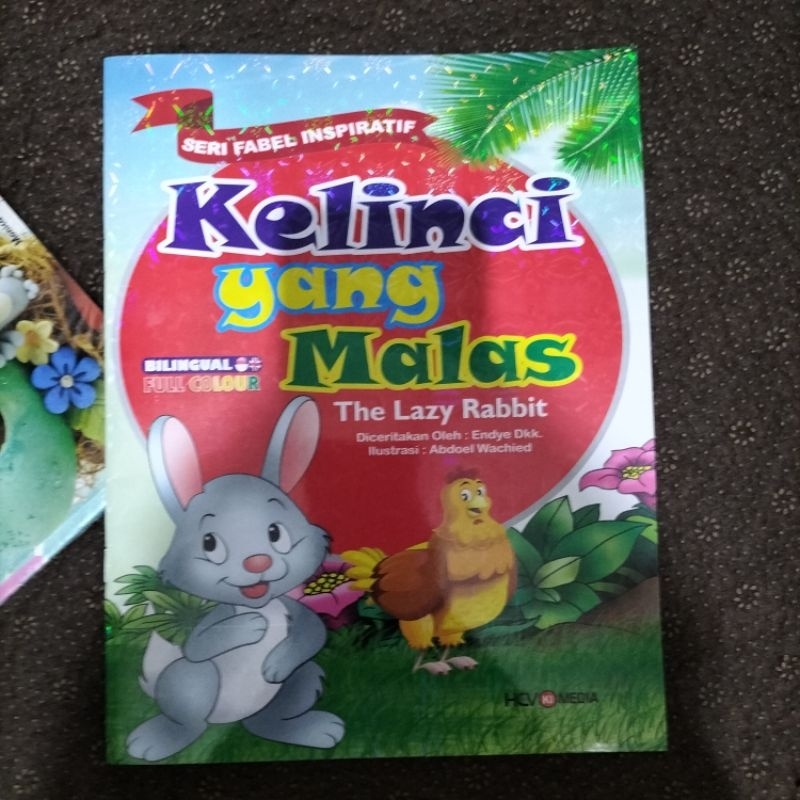 SERI FABEL INSPIRATIF
Kelinci
yang
Malas
BILINGUAL
FULL COLOUR
The Lazy Rabbit
Diceritakan Oleh : Endye Dkk.
Ilustrasi : Abdoel Wachied
MEDIA